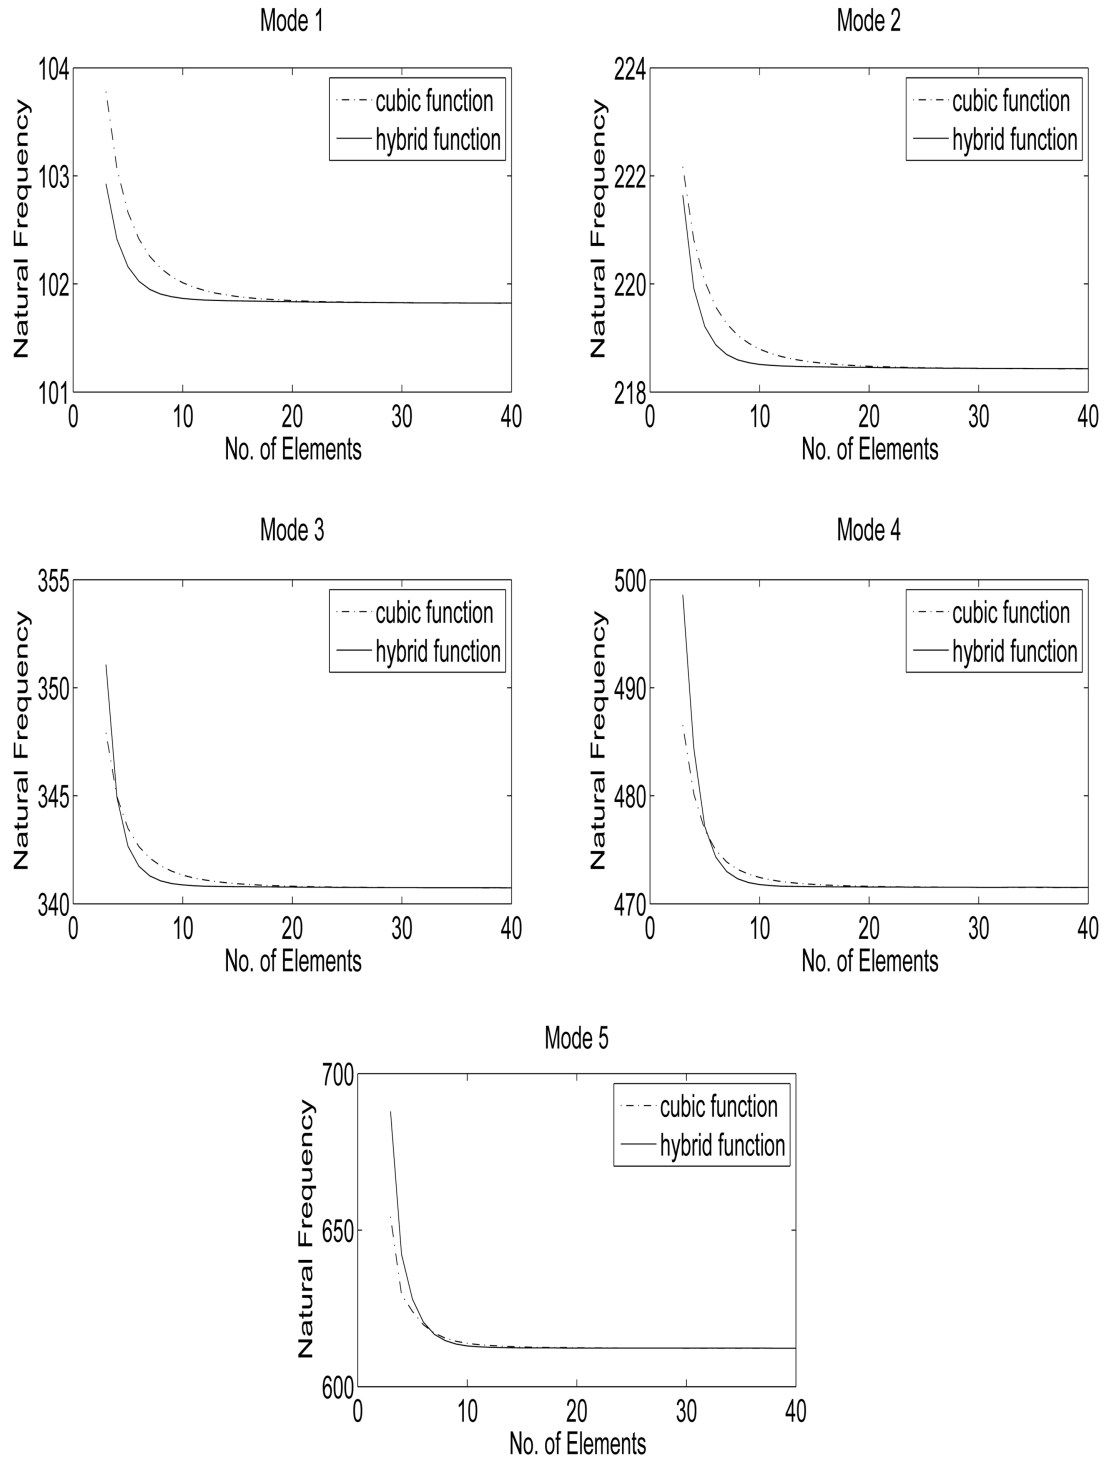 Mode 1
104
103
102
101
Natural Frequency
cubic function
hybrid function
0 10 20 30 40
No. of Elements
Mode 2
224
222
220
218
Natural Frequency
cubic function
hybrid function
0 10 20 30 40
No. of Elements
Mode 3
355
350
345
340
Natural Frequency
cubic function
hybrid function
0 10 20 30 40
No. of Elements
Mode 4
500
490
480
470
Natural Frequency
cubic function
hybrid function
0 10 20 30 40
No. of Elements
Mode 5
700
650
600
Natural Frequency
cubic function
hybrid function
0 10 20 30 40
No. of Elements